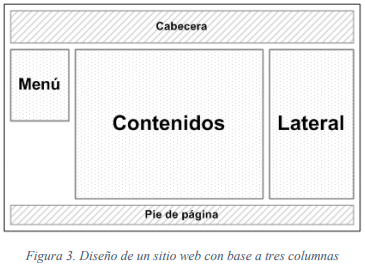 Cabecera
Menú
Contenidos
Lateral
Pie de página
Figura 3. Diseño de un sitio web con base a tres columnas